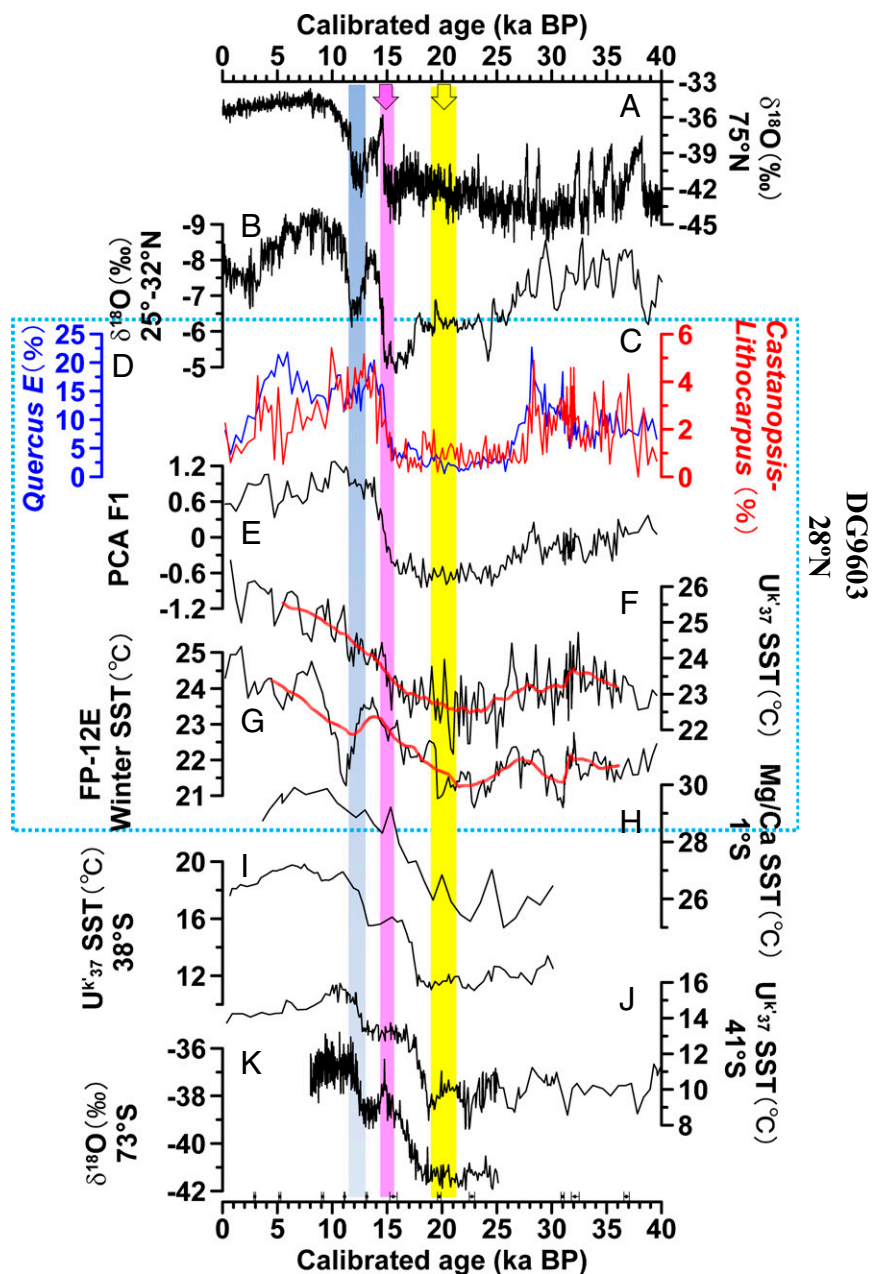 Calibrated age (ka BP)
0 5 10 15 20 25 30 35 40
A
-33
-36
-39
-42
-45
δ¹⁸O(‰)
75°N
B
-9
-8
-7
-6
-5
δ¹⁸O(‰)
25°-32°N
C
6
4
2
0
Castanopsis-
Lithocarpus (%)
D
25
20
15
10
5
0
Quercus E(%)
E
1.2
0.6
0
-0.6
-1.2
PCA F1
DG9603
28ºN
F
26
25
24
23
22
Uᵏ'₃₇ SST(℃)
G
25
24
23
22
21
FP-12E
Winter SST(℃)
H
30
28
26
Mg/Ca SST(℃)
1°S
I
20
16
12
Uᵏ'₃₇ SST(℃)
38°S
J
16
14
12
10
8
Uᵏ'₃₇ SST(℃)
41°S
K
-36
-38
-40
-42
δ¹⁸O(‰)
73°S
0 5 10 15 20 25 30 35 40
Calibrated age (ka BP)